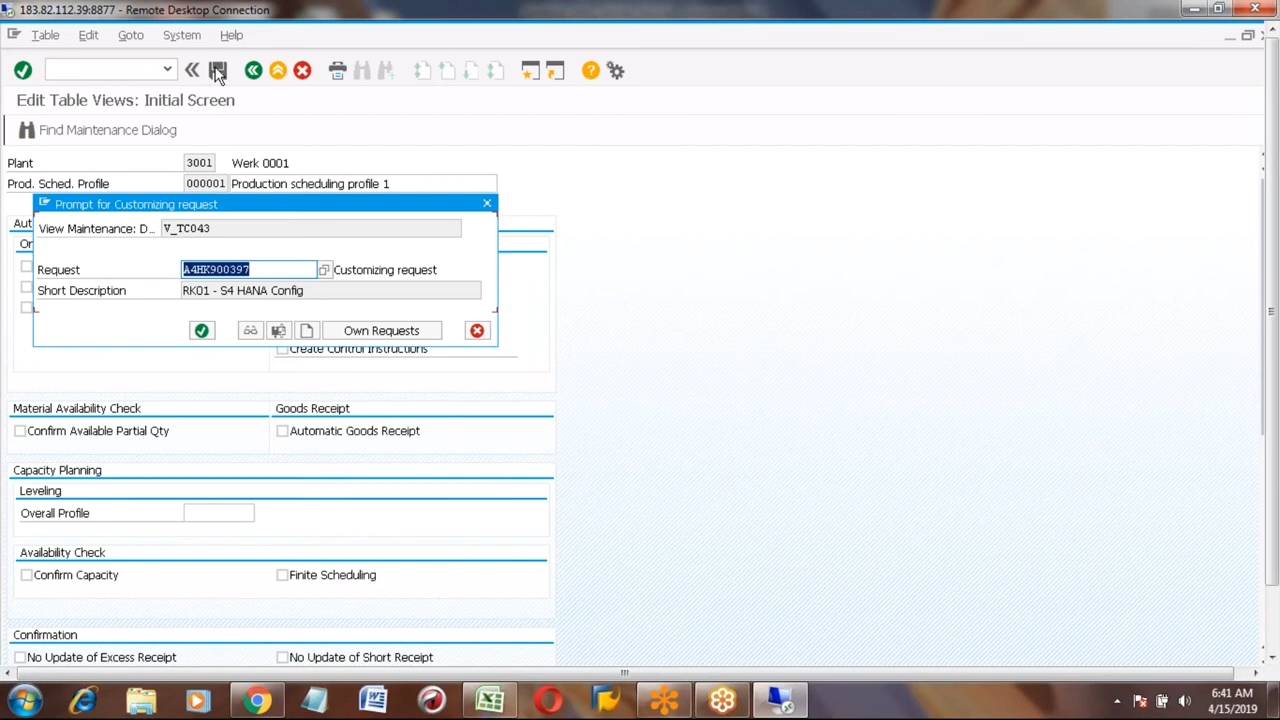 183.82.112.39:8877 - Remote Desktop Connection
Table Edit Goto System Help
Edit Table Views: Initial Screen
Find Maintenance Dialog
Plant 3001 Werk 0001
Prod. Sched. Profile 000001 Production scheduling profile 1
Prompt for Customizing request
View Maintenance: D... V_TC043
Request A4HK900397 Customizing request
Short Description RK01 - S4 HANA Config
Own Requests
Create Control Instructions
Material Availability Check Goods Receipt
Confirm Available Partial Qty Automatic Goods Receipt
Capacity Planning
Leveling
Overall Profile
Availability Check
Confirm Capacity Finite Scheduling
Confirmation
No Update of Excess Receipt No Update of Short Receipt
6:41 AM
4/15/2019